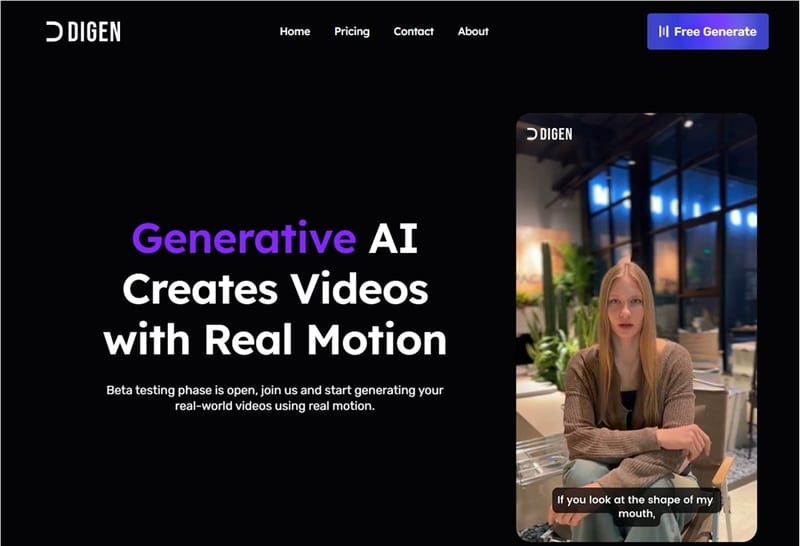 DIGEN
Home
Pricing
Contact
About
Free Generate
DIGEN
Generative AI
Creates Videos
with Real Motion
Beta testing phase is open, join us and start generating your
real-world videos using real motion.
If you look at the shape of my
mouth,